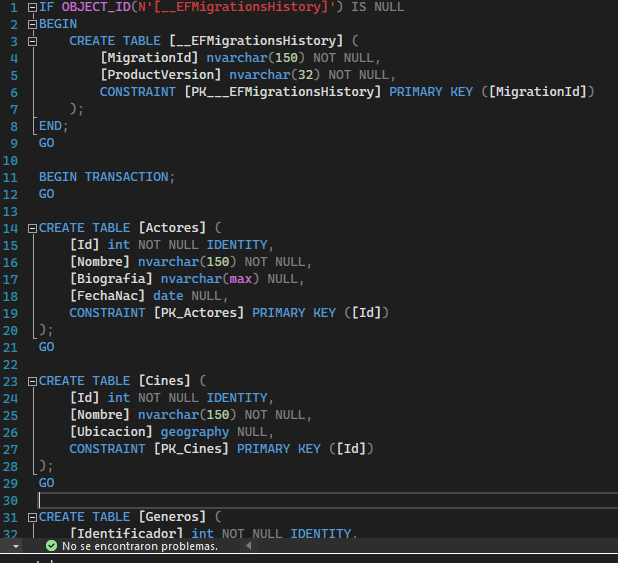 1 IF OBJECT_ID(N'[__EFMigrationsHistory]') IS NULL
2 BEGIN
3 CREATE TABLE [__EFMigrationsHistory] (
4 [MigrationId] nvarchar(150) NOT NULL,
5 [ProductVersion] nvarchar(32) NOT NULL,
6 CONSTRAINT [PK___EFMigrationsHistory] PRIMARY KEY ([MigrationId])
7 );
8 END;
9 GO
10
11 BEGIN TRANSACTION;
12 GO
13
14 CREATE TABLE [Actores] (
15 [Id] int NOT NULL IDENTITY,
16 [Nombre] nvarchar(150) NOT NULL,
17 [Biografia] nvarchar(max) NULL,
18 [FechaNac] date NULL,
19 CONSTRAINT [PK_Actores] PRIMARY KEY ([Id])
20 );
21 GO
22
23 CREATE TABLE [Cines] (
24 [Id] int NOT NULL IDENTITY,
25 [Nombre] nvarchar(150) NOT NULL,
26 [Ubicacion] geography NULL,
27 CONSTRAINT [PK_Cines] PRIMARY KEY ([Id])
28 );
29 GO
30
31 CREATE TABLE [Generos] (
32 [Identificador] int NOT NULL IDENTITY,
No se encontraron problemas.